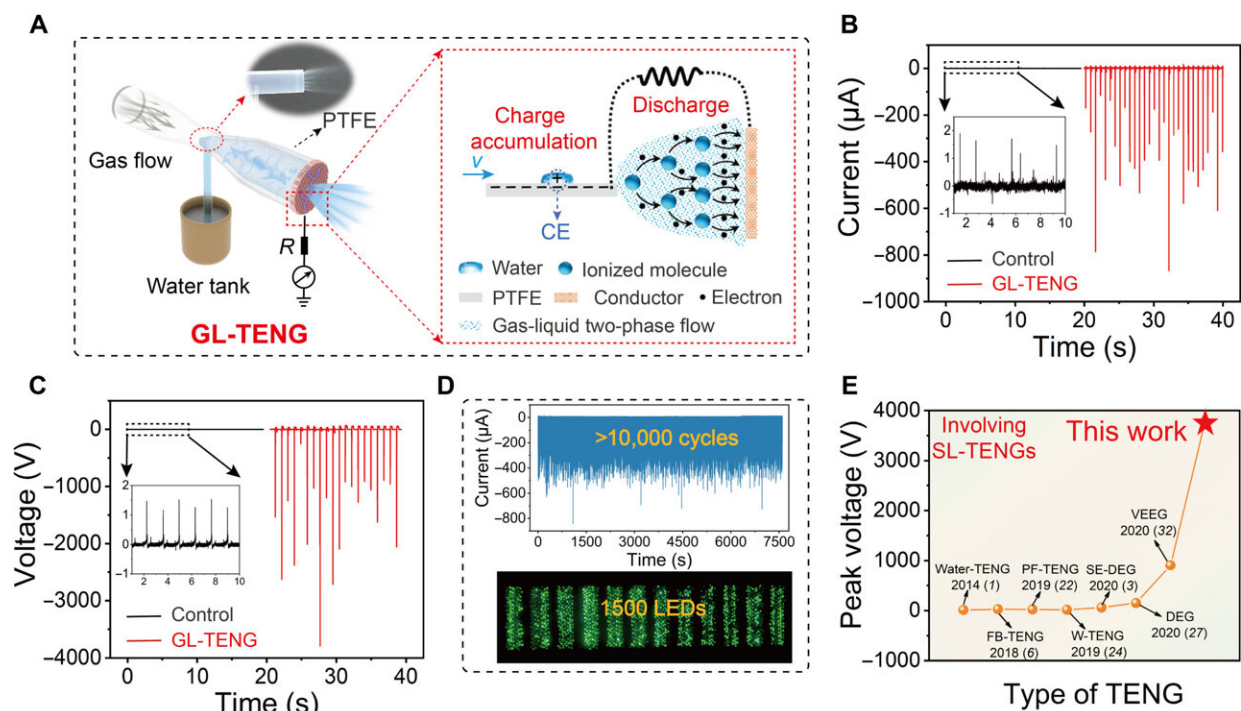 A
Gas flow
PTFE
Water tank
R
GL-TENG
Charge
accumulation
Discharge
v
+
CE
Water
Ionized molecule
PTFE
Conductor
Electron
Gas-liquid two-phase flow
B
Current (μA)
0
−200
−400
−600
−800
−1000
2
1
0
-1
2 4 6 8 10
Control
GL-TENG
0 10 20 30 40
Time (s)
C
Voltage (V)
0
−1000
−2000
−3000
−4000
2
1
0
−1
2 4 6 8 10
Control
GL-TENG
0 10 20 30 40
Time (s)
D
Current (μA)
0
−200
−400
−600
−800
>10,000 cycles
0 1500 3000 4500 6000 7500
Time (s)
1500 LEDs
E
Peak voltage (V)
4000
3000
2000
1000
0
−1000
Involving
SL-TENGs
This work
VEEG
2020 (32)
Water-TENG
2014 (1)
PF-TENG
2019 (22)
SE-DEG
2020 (3)
FB-TENG
2018 (6)
W-TENG
2019 (24)
DEG
2020 (27)
Type of TENG